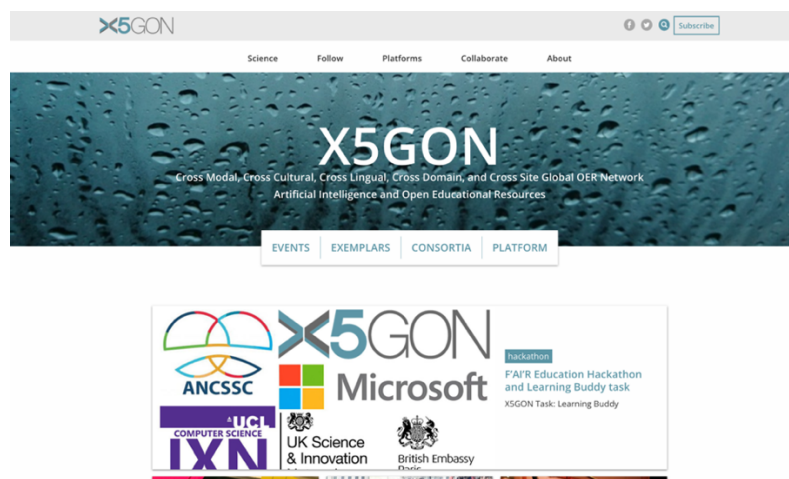 X5GON
Subscribe
Science Follow Platforms Collaborate About
X5GON
Cross Modal, Cross Cultural, Cross Lingual, Cross Domain, and Cross Site Global OER Network
Artificial Intelligence and Open Educational Resources
EVENTS EXEMPLARS CONSORTIA PLATFORM
X5GON
ANCSSC
Microsoft
UCL
COMPUTER SCIENCE
IXN
UK Science
& Innovation
British Embassy
Paris
hackathon
F'AI'R Education Hackathon
and Learning Buddy task
X5GON Task: Learning Buddy